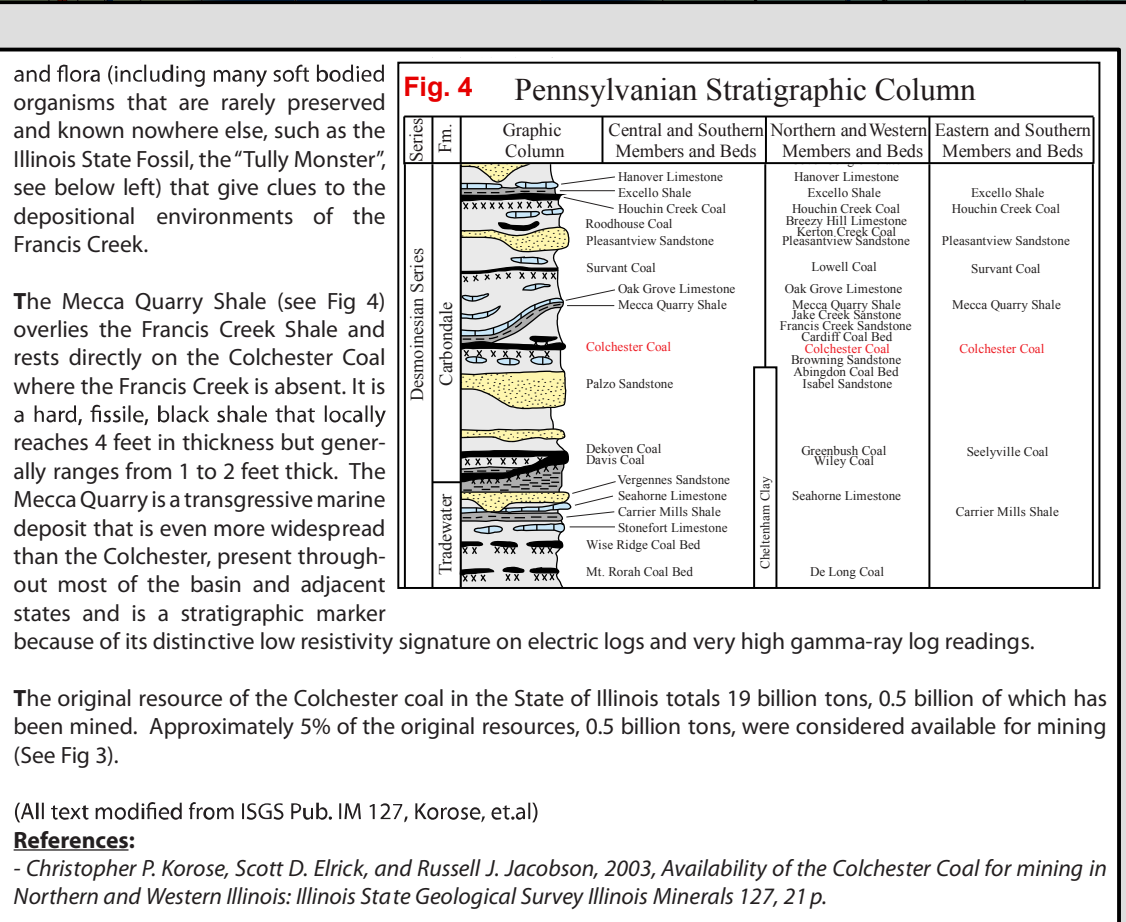 and flora (including many soft bodied
organisms that are rarely preserved
and known nowhere else, such as the
Illinois State Fossil, the “Tully Monster”,
see below left) that give clues to the
depositional environments of the
Francis Creek.
The Mecca Quarry Shale (see Fig 4)
overlies the Francis Creek Shale and
rests directly on the Colchester Coal
where the Francis Creek is absent. It is
a hard, fissile, black shale that locally
reaches 4 feet in thickness but gener-
ally ranges from 1 to 2 feet thick. The
Mecca Quarry is a transgressive marine
deposit that is even more widespread
than the Colchester, present through-
out most of the basin and adjacent
states and is a stratigraphic marker
because of its distinctive low resistivity signature on electric logs and very high gamma-ray log readings.
Fig. 4 Pennsylvanian Stratigraphic Column
Series
Fm.
Graphic
Column
Central and Southern
Members and Beds
Northern and Western
Members and Beds
Eastern and Southern
Members and Beds
Desmoinesian Series
Carbondale
Tradewater
Hanover Limestone
Excello Shale
Houchin Creek Coal
Roodhouse Coal
Pleasantview Sandstone
Survant Coal
Oak Grove Limestone
Mecca Quarry Shale
Colchester Coal
Palzo Sandstone
Dekoven Coal
Davis Coal
Vergennes Sandstone
Seahorne Limestone
Carrier Mills Shale
Stonefort Limestone
Wise Ridge Coal Bed
Mt. Rorah Coal Bed
Cheltenham Clay
Hanover Limestone
Excello Shale
Houchin Creek Coal
Breezy Hill Limestone
Kerton Creek Coal
Pleasantview Sandstone
Lowell Coal
Oak Grove Limestone
Mecca Quarry Shale
Jake Creek Sanstone
Francis Creek Sandstone
Cardiff Coal Bed
Colchester Coal
Browning Sandstone
Abingdon Coal Bed
Isabel Sandstone
Greenbush Coal
Wiley Coal
Seahorne Limestone
De Long Coal
Excello Shale
Houchin Creek Coal
Pleasantview Sandstone
Survant Coal
Mecca Quarry Shale
Colchester Coal
Seelyville Coal
Carrier Mills Shale
The original resource of the Colchester coal in the State of Illinois totals 19 billion tons, 0.5 billion of which has
been mined. Approximately 5% of the original resources, 0.5 billion tons, were considered available for mining
(See Fig 3).
(All text modified from ISGS Pub. IM 127, Korose, et.al)
References:
- Christopher P. Korose, Scott D. Elrick, and Russell J. Jacobson, 2003, Availability of the Colchester Coal for mining in
Northern and Western Illinois: Illinois State Geological Survey Illinois Minerals 127, 21 p.